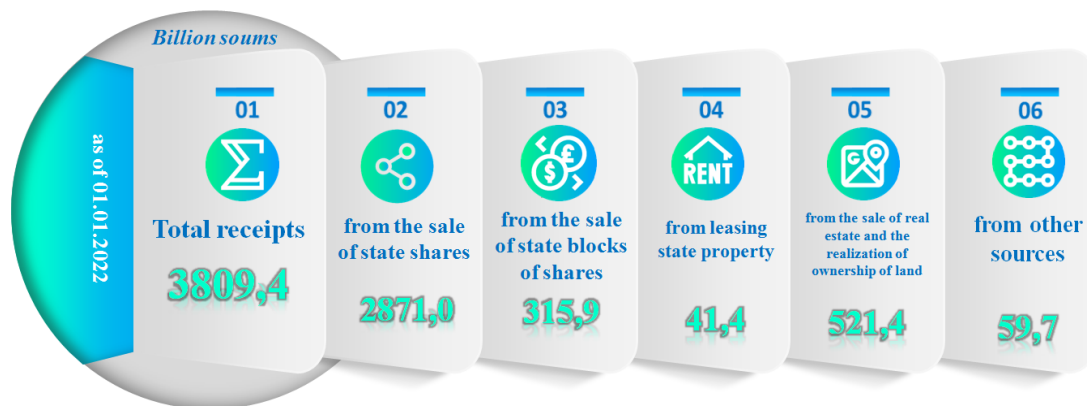 Billion soums
as of 01.01.2022
01
Total receipts
3809,4
02
from the sale
of state shares
2871,0
03
from the sale
of state blocks
of shares
315,9
04
RENT
from leasing
state property
41,4
05
G
from the sale of real
estate and the
realization of
ownership of land
521,4
06
from other
sources
59,7